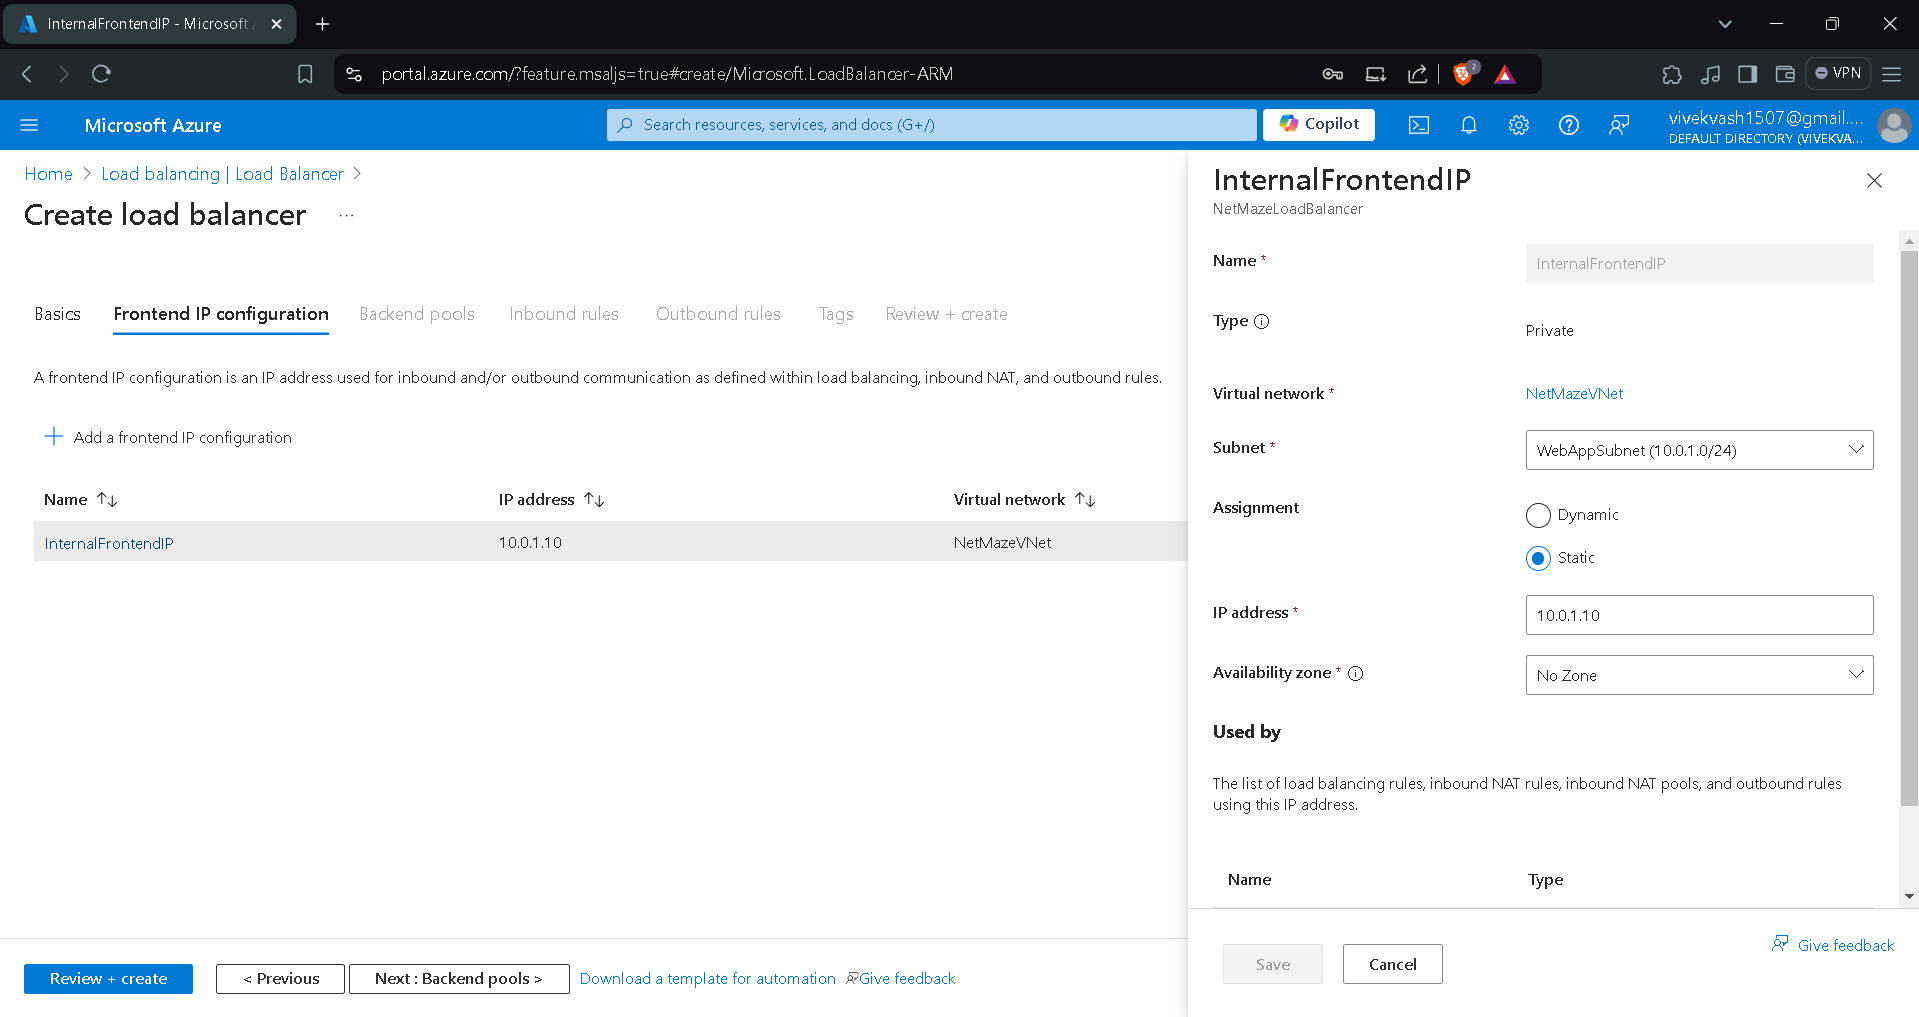 InternalFrontendIP - Microsoft
portal.azure.com/?feature.msaljs=true#create/Microsoft.LoadBalancer-ARM
2
VPN
Microsoft Azure
Search resources, services, and docs (G+/)
Copilot
vivekvash1507@gmail....
DEFAULT DIRECTORY (VIVEKVA...
Home > Load balancing | Load Balancer >
Create load balancer ...
Basics
Frontend IP configuration
Backend pools
Inbound rules
Outbound rules
Tags
Review + create
A frontend IP configuration is an IP address used for inbound and/or outbound communication as defined within load balancing, inbound NAT, and outbound rules.
+ Add a frontend IP configuration
Name ↑↓ IP address ↑↓ Virtual network ↑↓
InternalFrontendIP 10.0.1.10 NetMazeVNet
Review + create
< Previous
Next : Backend pools >
Download a template for automation
Give feedback
InternalFrontendIP
NetMazeLoadBalancer
Name *
InternalFrontendIP
Type
Private
Virtual network *
NetMazeVNet
Subnet *
WebAppSubnet (10.0.1.0/24)
Assignment
Dynamic
Static
IP address *
10.0.1.10
Availability zone *
No Zone
Used by
The list of load balancing rules, inbound NAT rules, inbound NAT pools, and outbound rules
using this IP address.
Name Type
Save
Cancel
Give feedback